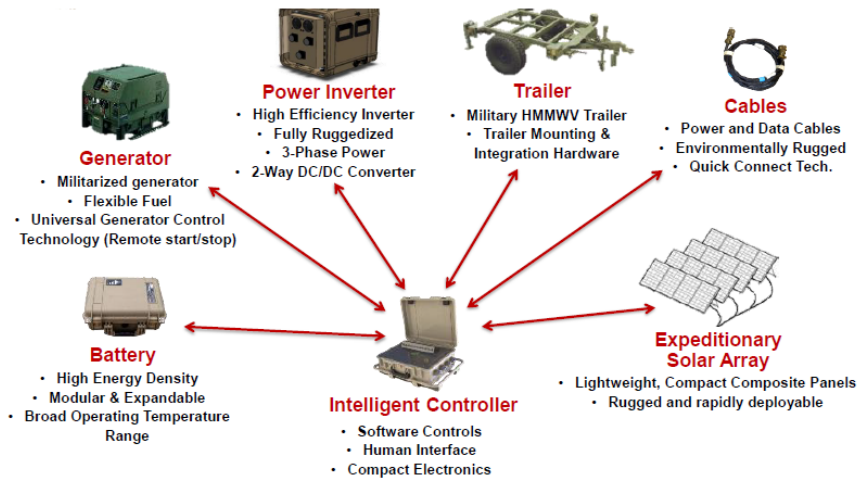 Power Inverter
• High Efficiency Inverter
• Fully Ruggedized
• 3-Phase Power
• 2-Way DC/DC Converter
Trailer
• Military HMMWV Trailer
• Trailer Mounting &
Integration Hardware
Cables
• Power and Data Cables
• Environmentally Rugged
• Quick Connect Tech.
Generator
• Militarized generator
• Flexible Fuel
• Universal Generator Control
Technology (Remote start/stop)
Battery
• High Energy Density
• Modular & Expandable
• Broad Operating Temperature
Range
Intelligent Controller
• Software Controls
• Human Interface
• Compact Electronics
Expeditionary
Solar Array
• Lightweight, Compact Composite Panels
• Rugged and rapidly deployable